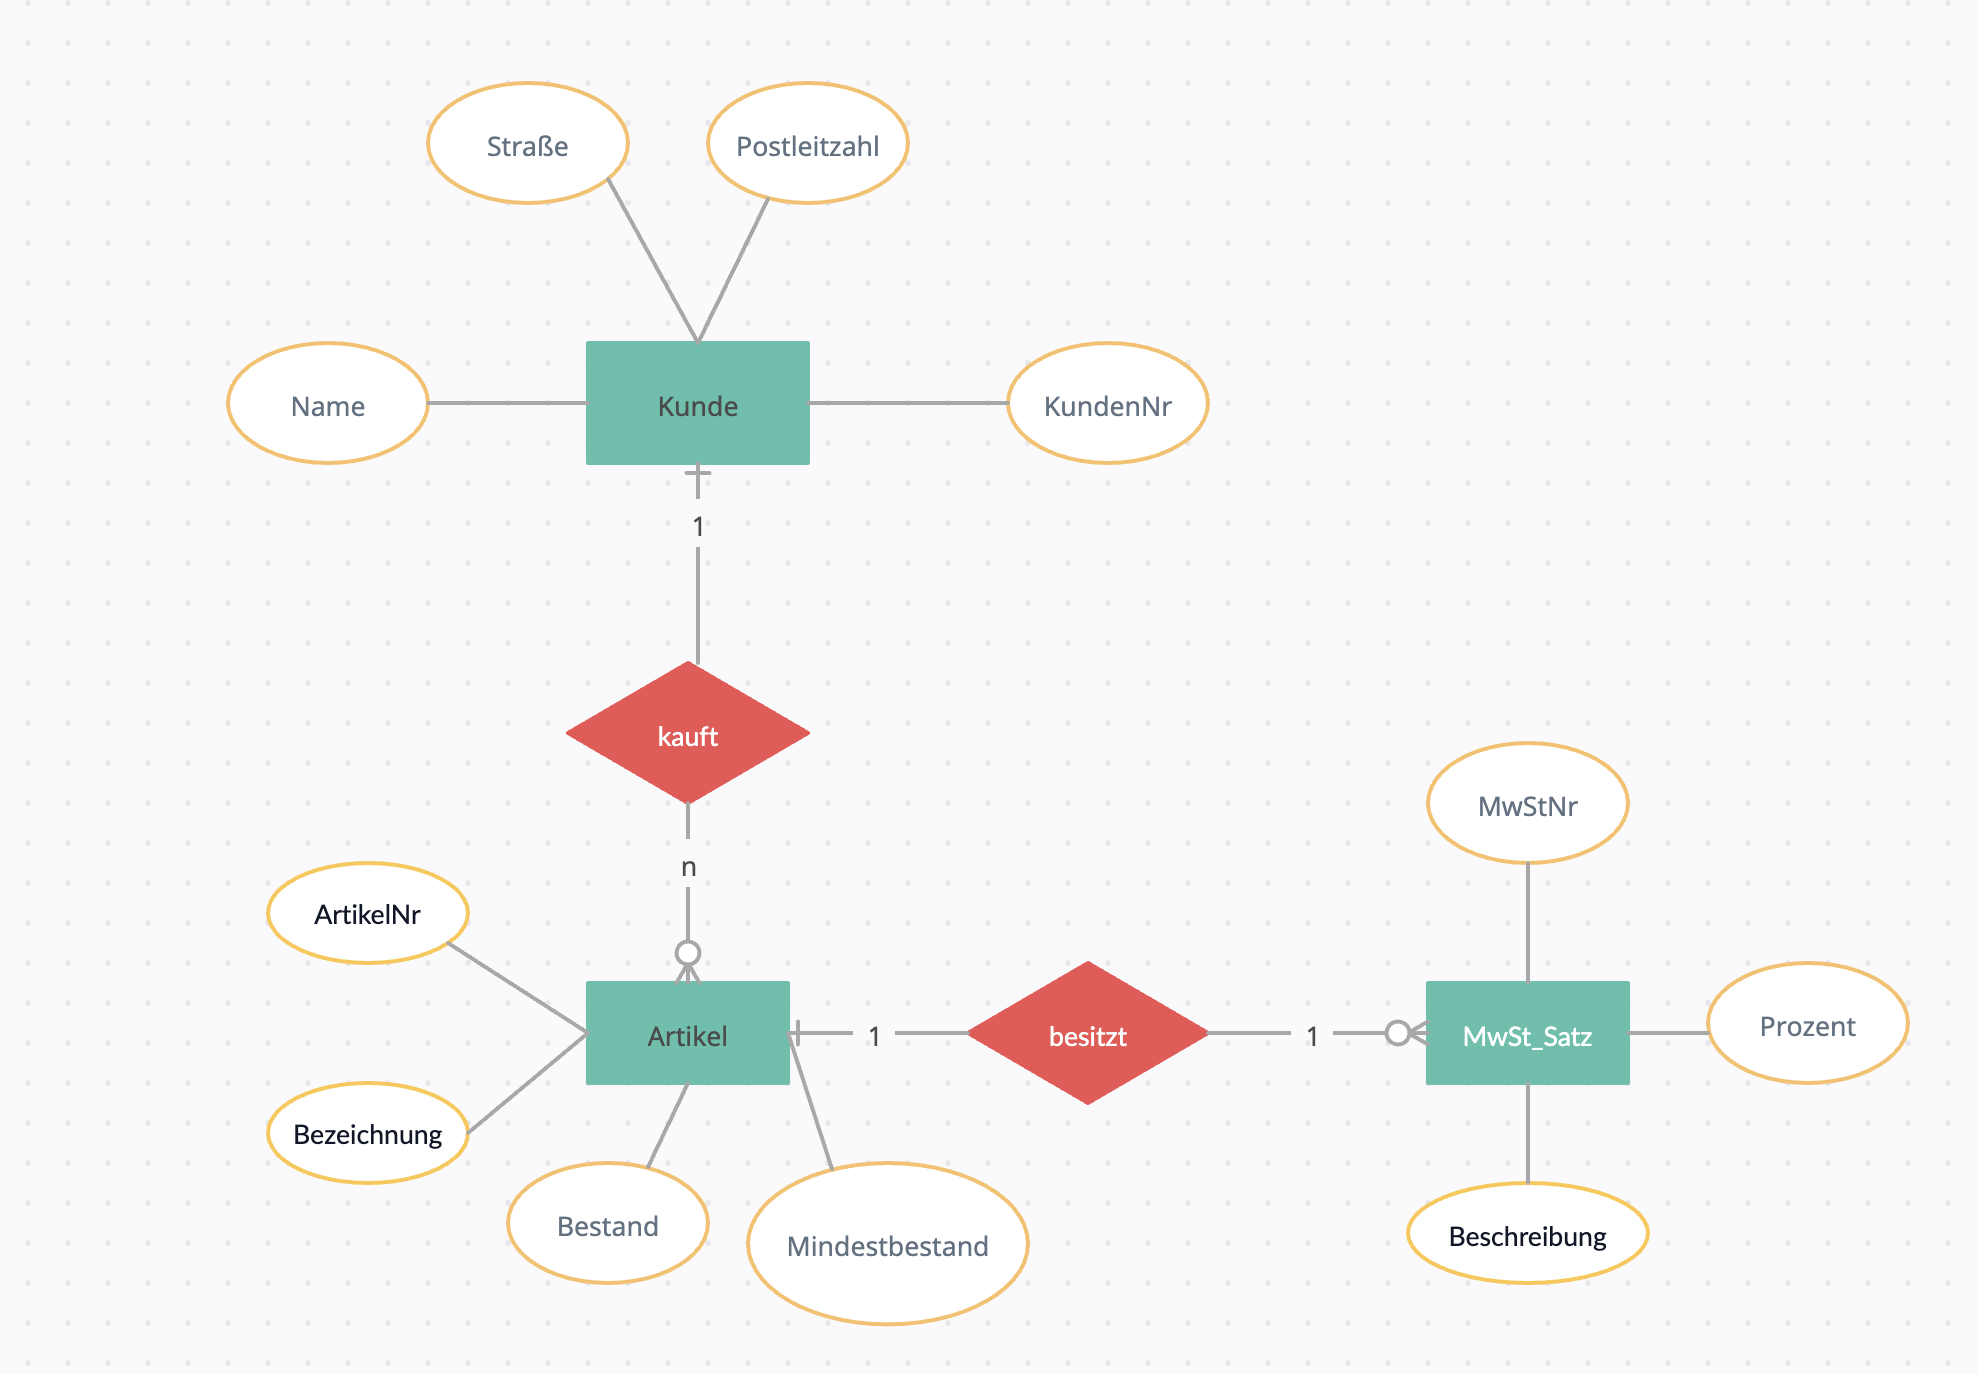 Straße
Postleitzahl
Name
Kunde
KundenNr
1
kauft
n
MwStNr
ArtikelNr
Artikel
1
besitzt
1
MwSt_Satz
Prozent
Bezeichnung
Bestand
Mindestbestand
Beschreibung